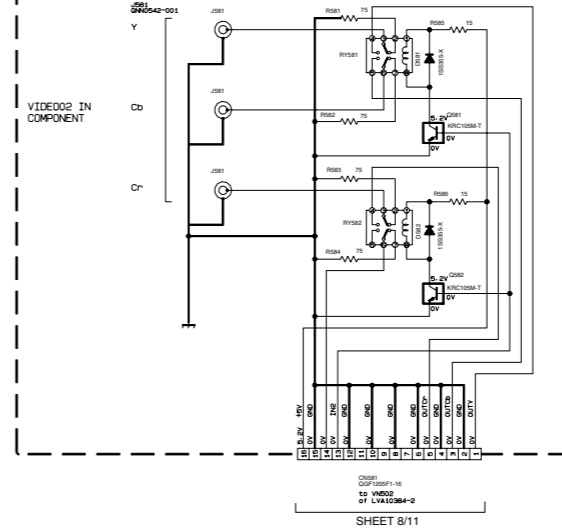 J581
QNN0542-001
Y
J581
R581 75
R585 15
RY581
D581
1SS355-X
VIDEO02 IN
COMPONENT
Cb
J581
R582 75
5.2V
Q581
KRC105M-T
0V
0V
Cr
J581
R583 75
R586 15
RY582
D582
1SS355-X
R584 75
5.2V
Q582
KRC105M-T
0V
0V
+5V
GND
IN2
GND
GND
GND
GND
OUTCr
GND
OUTCb
GND
OUTY
5.2V
0V
0V
0V
0V
0V
0V
0V
0V
0V
0V
0V
0V
16 15 14 13 12 11 10 9 8 7 6 5 4 3 2 1
CN581
QGF1205F1-16
to VN502
of LVA10384-2
SHEET 8/11